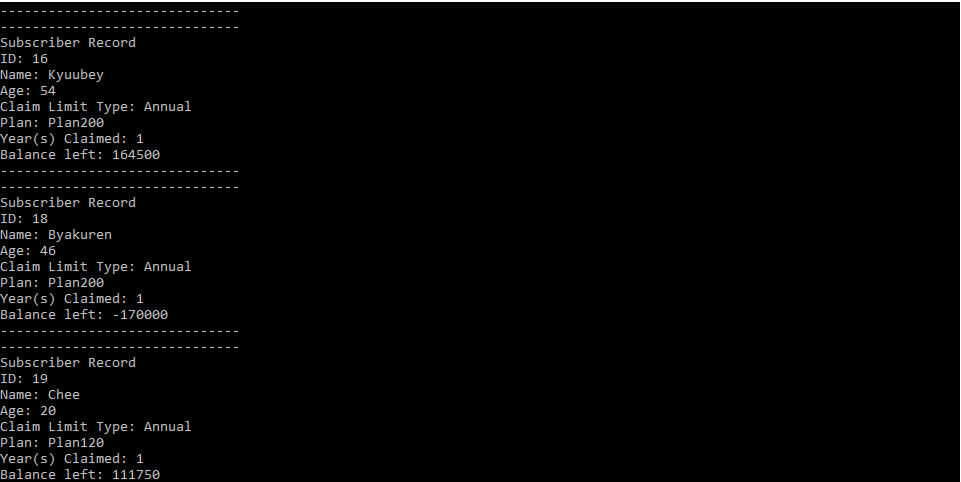 ------------------------------
------------------------------
Subscriber Record
ID: 16
Name: Kyuubey
Age: 54
Claim Limit Type: Annual
Plan: Plan200
Year(s) Claimed: 1
Balance left: 164500
------------------------------
------------------------------
Subscriber Record
ID: 18
Name: Byakuren
Age: 46
Claim Limit Type: Annual
Plan: Plan200
Year(s) Claimed: 1
Balance left: -170000
------------------------------
------------------------------
Subscriber Record
ID: 19
Name: Chee
Age: 20
Claim Limit Type: Annual
Plan: Plan120
Year(s) Claimed: 1
Balance left: 111750